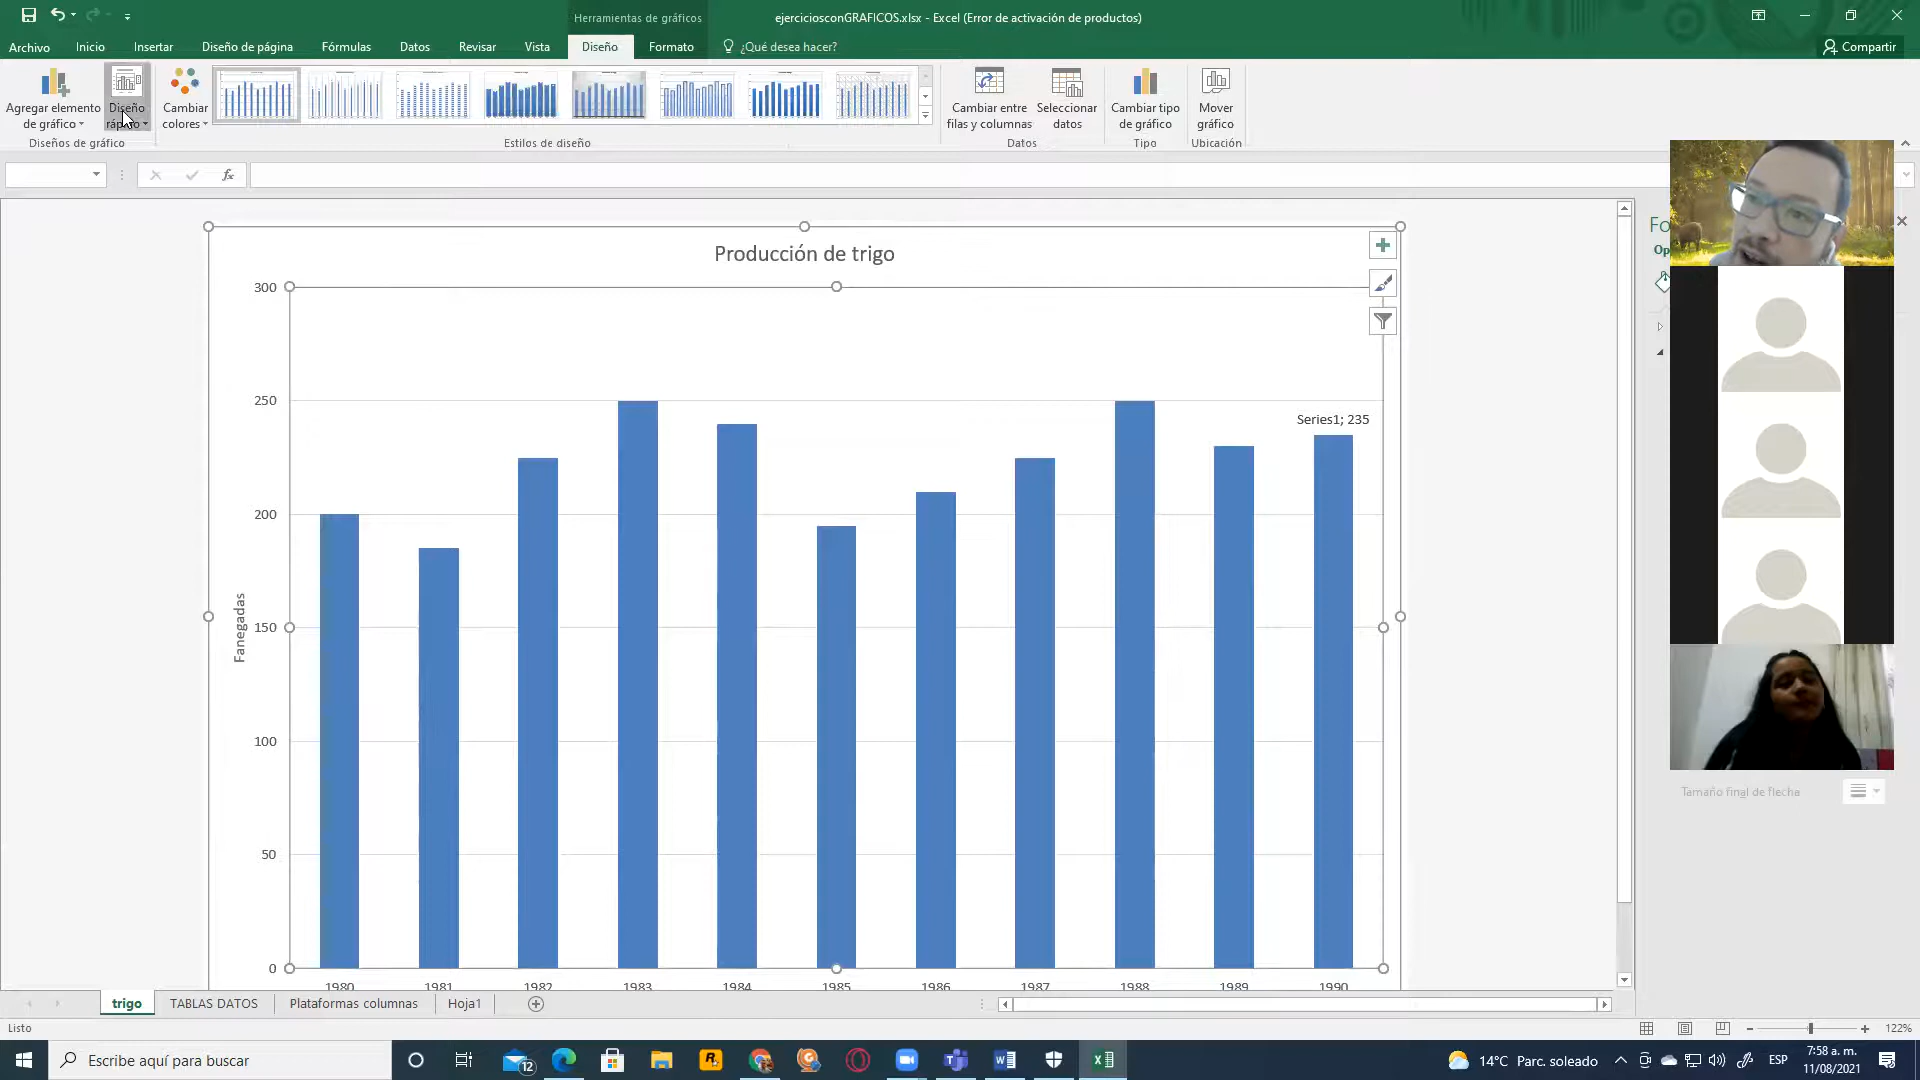 Herramientas de gráficos
ejerciciosconGRAFICOS.xlsx - Excel (Error de activación de productos)
Archivo Inicio Insertar Diseño de página Fórmulas Datos Revisar Vista Diseño Formato ¿Qué desea hacer? Compartir
Agregar elemento de gráfico
Diseño rápido
Cambiar colores
Cambiar entre filas y columnas
Seleccionar datos
Cambiar tipo de gráfico
Mover gráfico
Diseños de gráfico Estilos de diseño Datos Tipo Ubicación
fx
Fo
Op
Producción de trigo
300
250
200
150
100
50
0
Fanegadas
Series1; 235
1980 1981 1982 1983 1984 1985 1986 1987 1988 1989 1990
Tamaño final de flecha
trigo TABLAS DATOS Plataformas columnas Hoja1
Listo
122%
Escribe aquí para buscar
12
R
14°C Parc. soleado
ESP
7:58 a. m.
11/08/2021